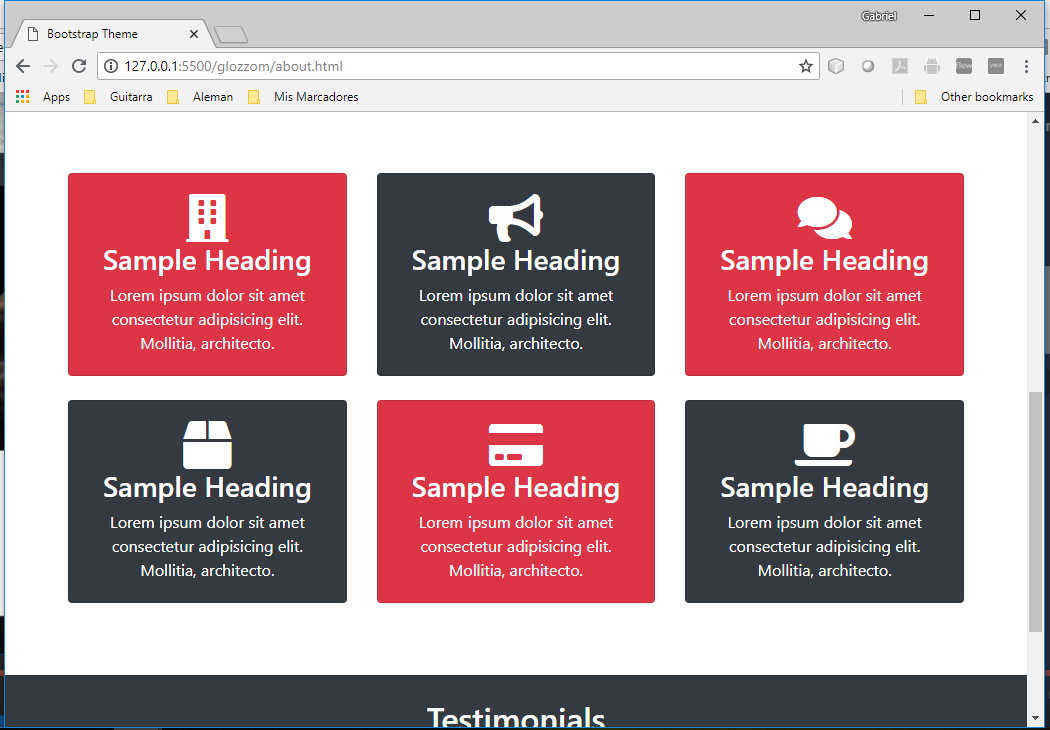 Gabriel
Bootstrap Theme
127.0.0.1:5500/glozzom/about.html
Apps Guitarra Aleman Mis Marcadores Other bookmarks
Sample Heading
Lorem ipsum dolor sit amet
consectetur adipisicing elit.
Mollitia, architecto.
Sample Heading
Lorem ipsum dolor sit amet
consectetur adipisicing elit.
Mollitia, architecto.
Sample Heading
Lorem ipsum dolor sit amet
consectetur adipisicing elit.
Mollitia, architecto.
Sample Heading
Lorem ipsum dolor sit amet
consectetur adipisicing elit.
Mollitia, architecto.
Sample Heading
Lorem ipsum dolor sit amet
consectetur adipisicing elit.
Mollitia, architecto.
Sample Heading
Lorem ipsum dolor sit amet
consectetur adipisicing elit.
Mollitia, architecto.
Testimonials